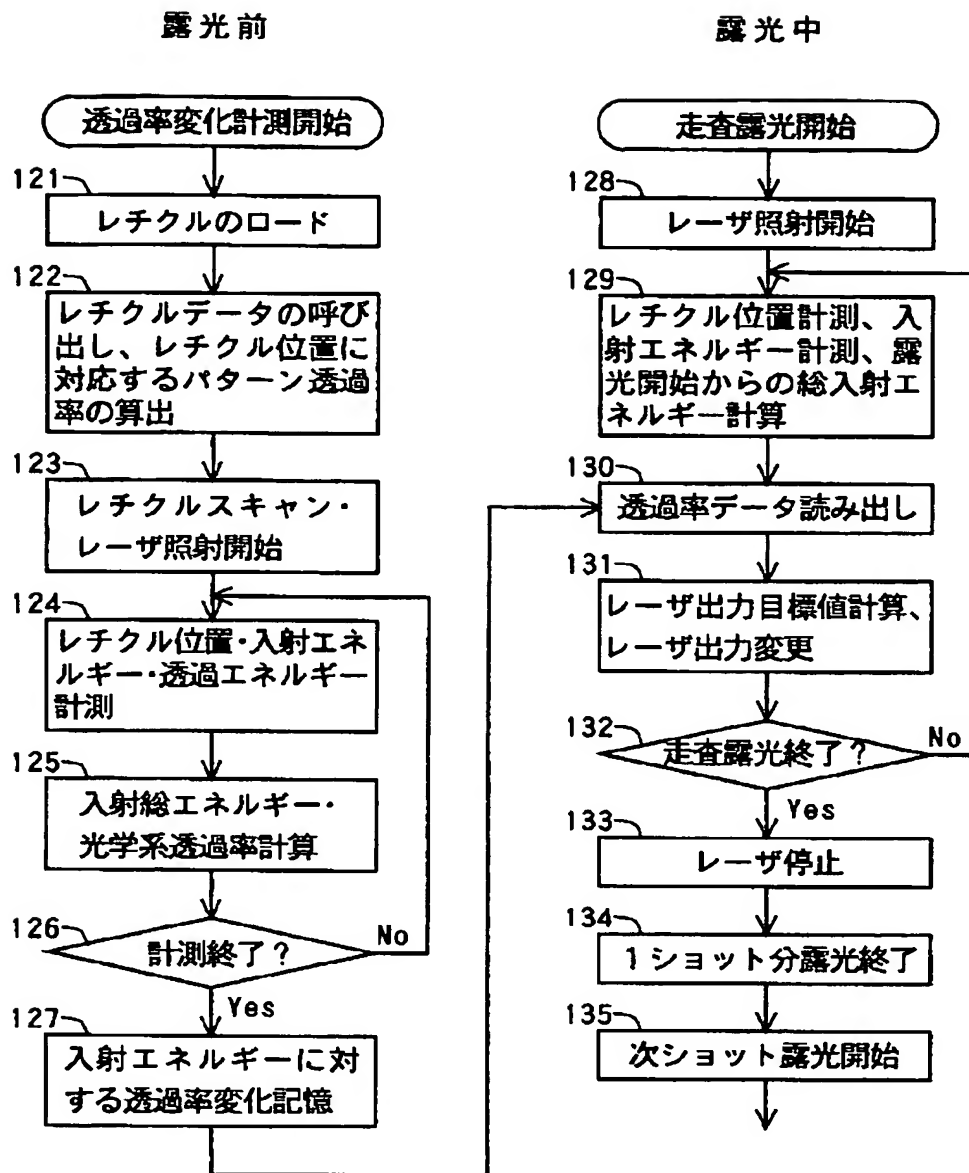 露光前
透過率変化計測開始
121
レチクルのロード
122
レチクルデータの呼び
出し、レチクル位置に
対応するパターン透過
率の算出
123
レチクルスキャン・
レーザ照射開始
124
レチクル位置・入射エネ
ルギー・透過エネルギー
計測
125
入射総エネルギー・
光学系透過率計算
126
計測終了?
No
Yes
127
入射エネルギーに対
する透過率変化記憶
露光中
走査露光開始
128
レーザ照射開始
129
レチクル位置計測、入
射エネルギー計測、露
光開始からの総入射エ
ネルギー計算
130
透過率データ読み出し
131
レーザ出力目標値計算、
レーザ出力変更
132
走査露光終了?
No
Yes
133
レーザ停止
134
1ショット分露光終了
135
次ショット露光開始